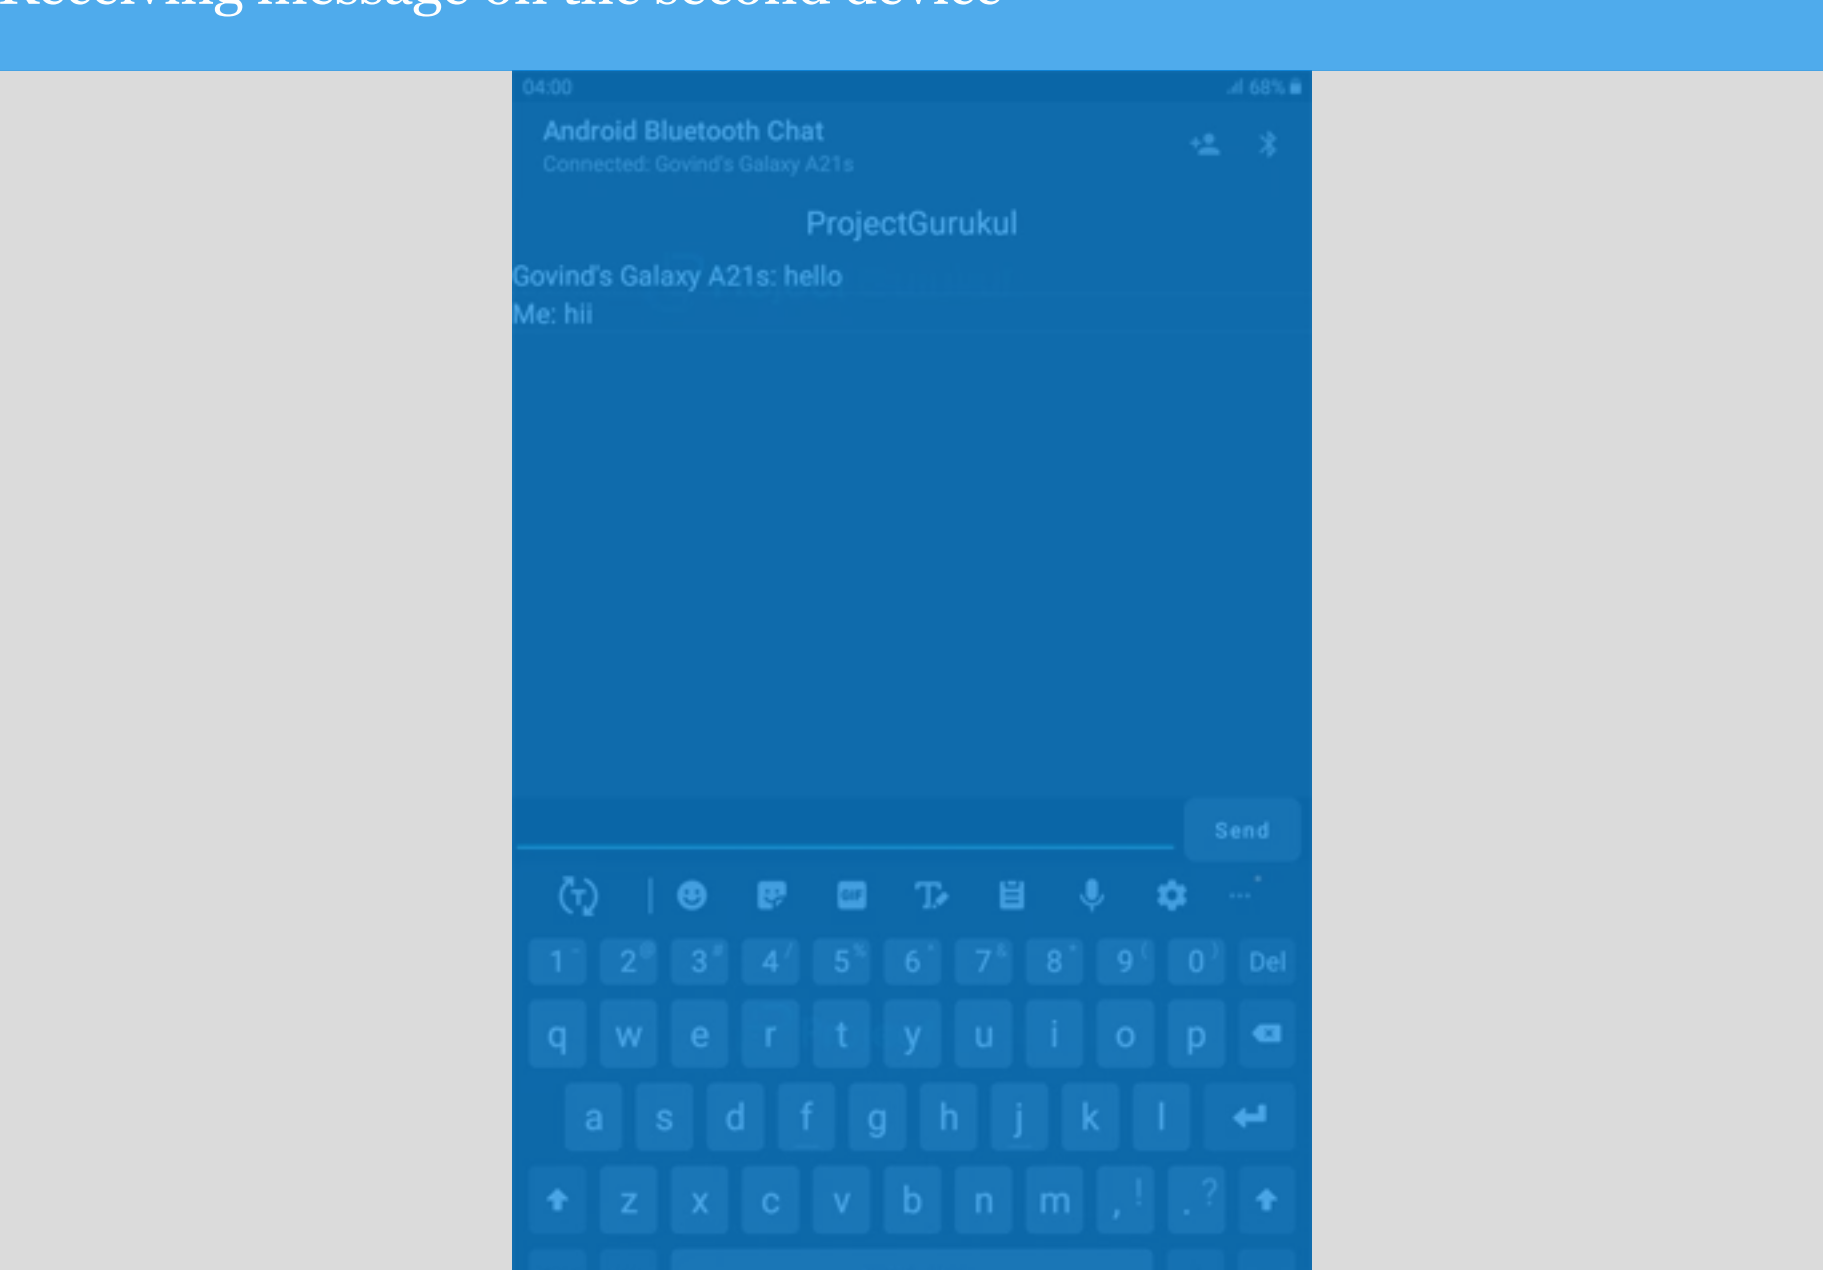 Receiving message on the second device
04:00 68%
Android Bluetooth Chat
Connected: Govind's Galaxy A21s
ProjectGurukul
Govind's Galaxy A21s: hello
Me: hii
Send
GIF
1 2 @ 3 # 4 / 5 % 6 7 & 8 9 ( 0 ) Del
q w e r t y u i o p
a s d f g h j k l
z x c v b n m , ! . ?